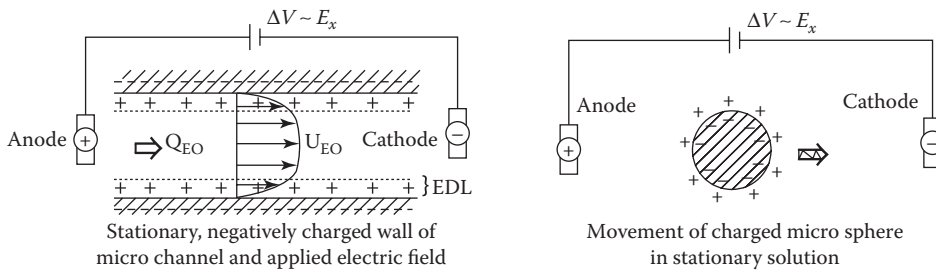 ΔV ~ Eₓ
Anode
+
Q_EO
U_EO
Cathode
−
+ + + + + + + + + +
+ + + + + + + + + +
} EDL
Stationary, negatively charged wall of
micro channel and applied electric field
ΔV ~ Eₓ
Anode
+
Cathode
−
Movement of charged micro sphere
in stationary solution